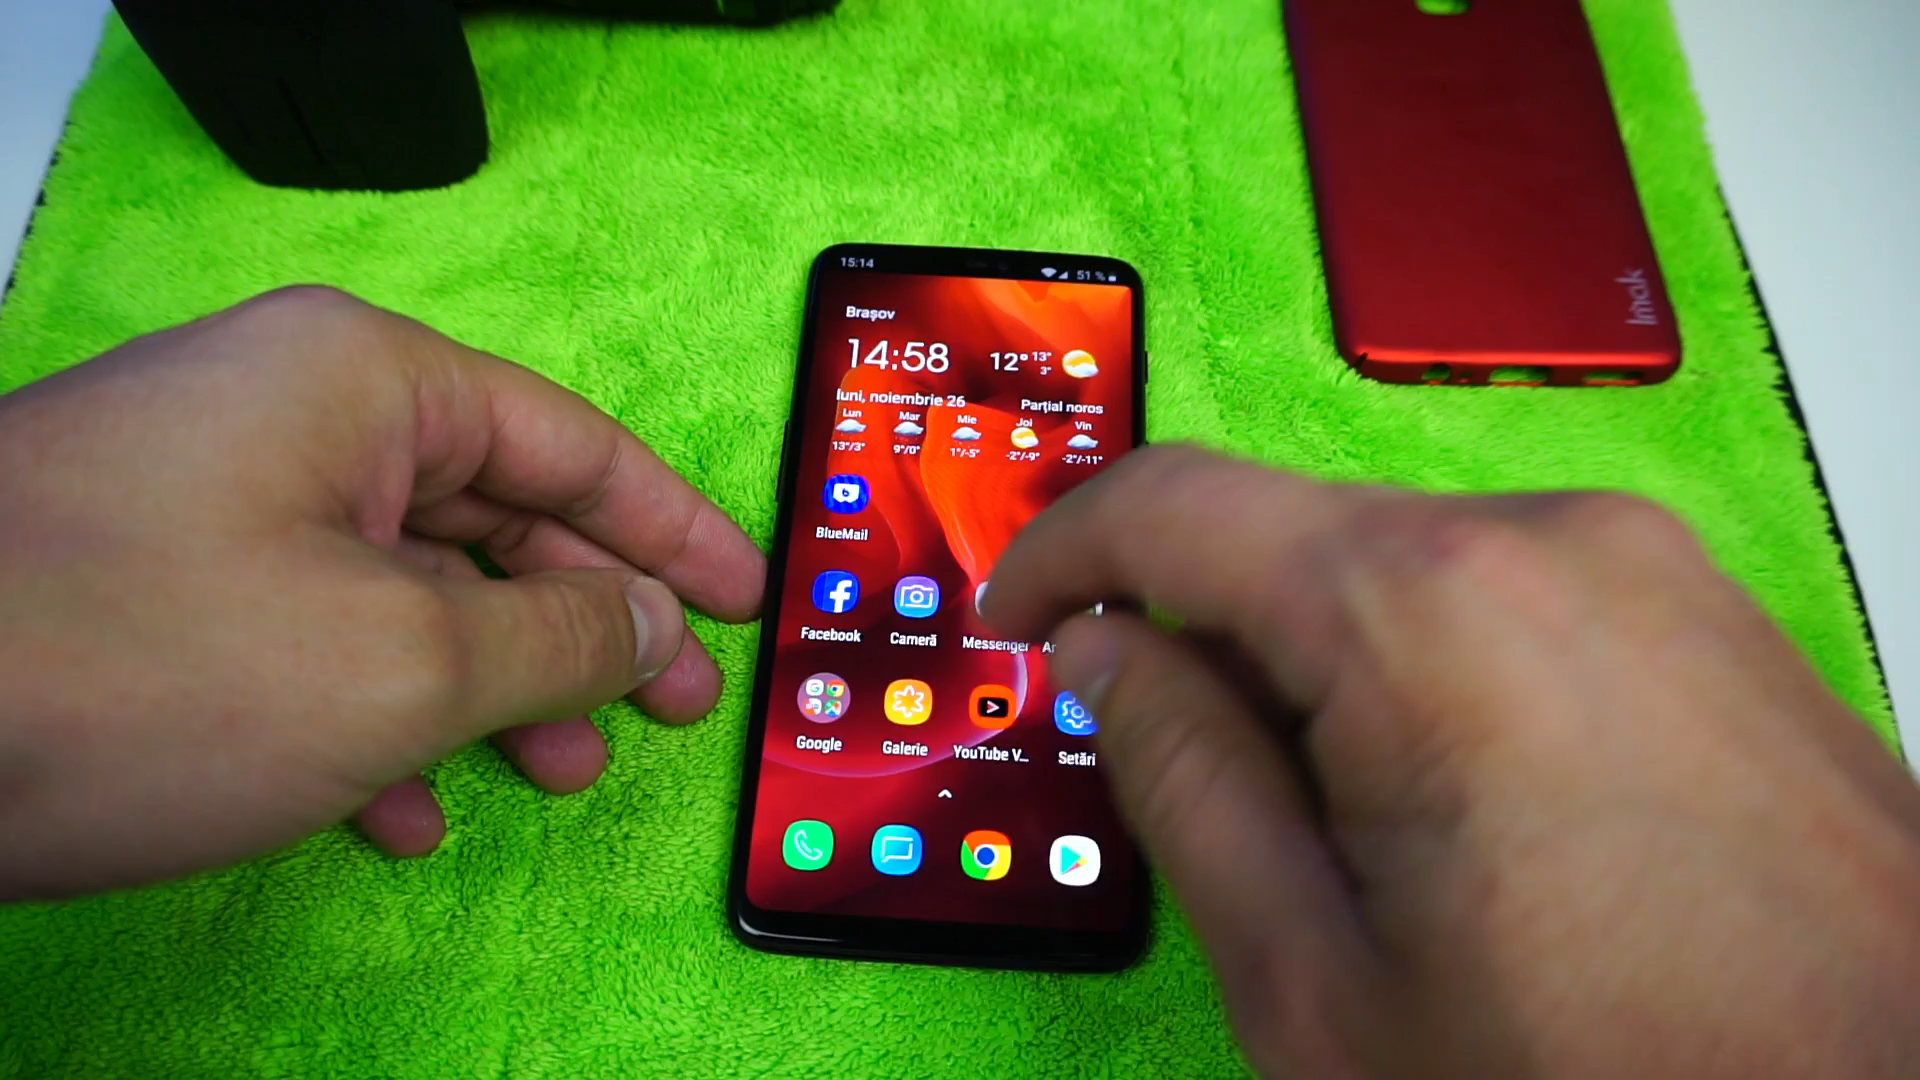 15:14
51 %
Brașov
14:58
12° 13° 3°
luni, noiembrie 26
Parțial noros
Lun Mar Mie Joi Vin
13°/3° 9°/0° 1°/-5° -2°/-9° -2°/-11°
BlueMail
Facebook Cameră Messenger
Google Galerie YouTube V... Setări
Imak